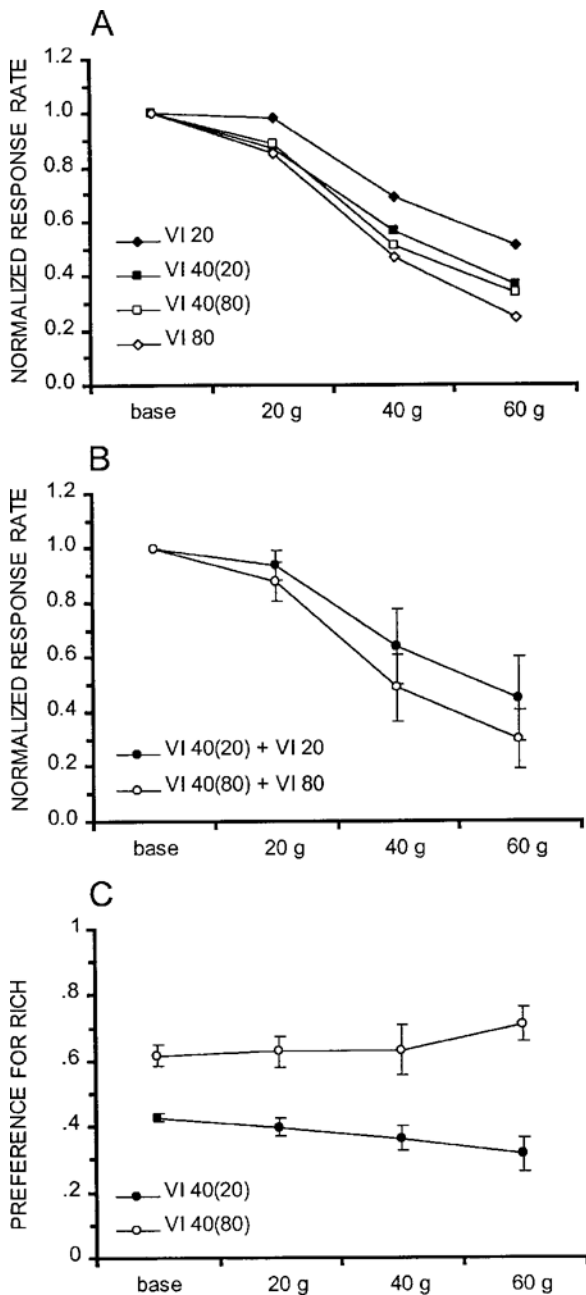 A
NORMALIZED RESPONSE RATE
1.2
1.0
0.8
0.6
0.4
0.2
0.0
VI 20
VI 40(20)
VI 40(80)
VI 80
base
20 g
40 g
60 g
B
NORMALIZED RESPONSE RATE
1.2
1.0
0.8
0.6
0.4
0.2
0.0
VI 40(20) + VI 20
VI 40(80) + VI 80
base
20 g
40 g
60 g
C
PREFERENCE FOR RICH
1
.8
.6
.4
.2
0
VI 40(20)
VI 40(80)
base
20 g
40 g
60 g